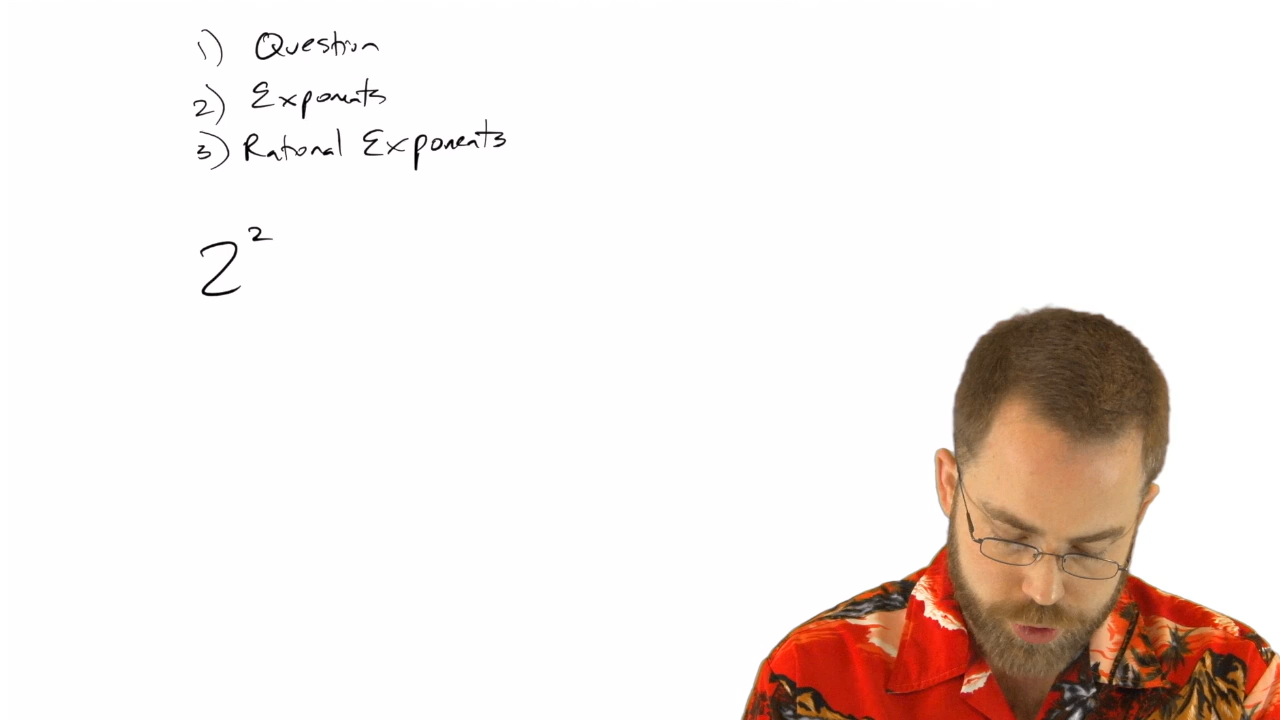 1) Question
2) Exponents
3) Rational Exponents
2²